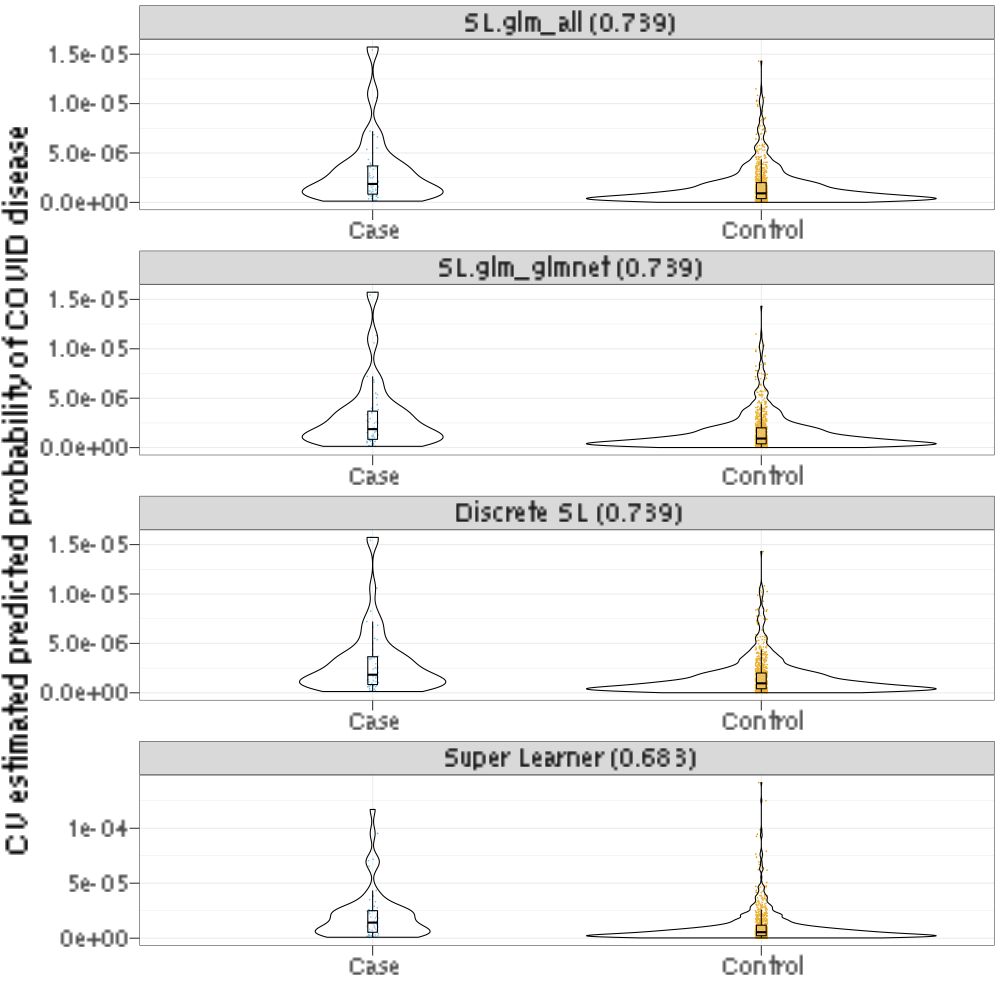 CV estimated predicted probability of COVID disease
SL.glm_all (0.739)
1.5e-05
1.0e-05
5.0e-06
0.0e+00
Case Control
SL.glm_glmnet (0.739)
1.5e-05
1.0e-05
5.0e-06
0.0e+00
Case Control
Discrete SL (0.739)
1.5e-05
1.0e-05
5.0e-06
0.0e+00
Case Control
Super Learner (0.683)
1e-04
5e-05
0e+00
Case Control